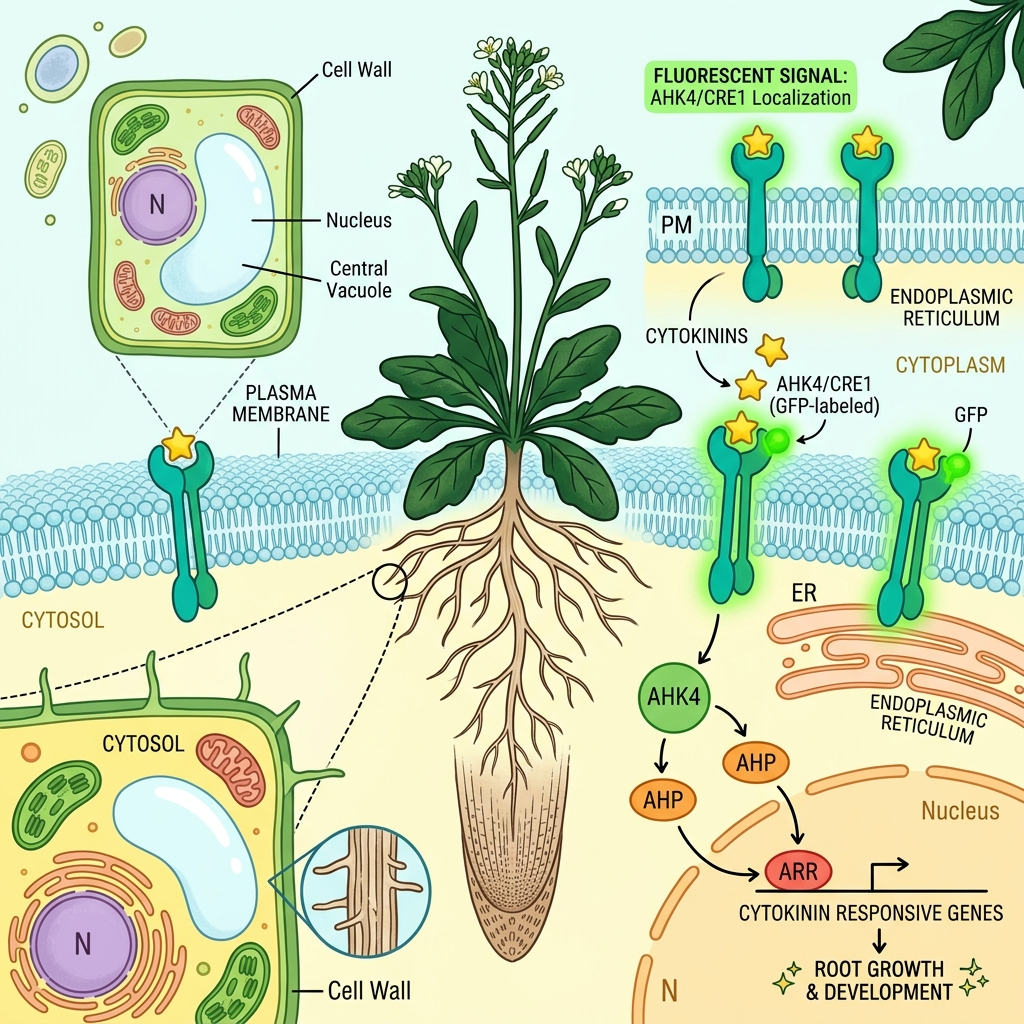 Cell Wall
N
Nucleus
Central
Vacuole
PLASMA
MEMBRANE
CYTOSOL
FLUORESCENT SIGNAL:
AHK4/CRE1 Localization
PM
ENDOPLASMIC
RETICULUM
CYTOKININS
CYTOPLASM
AHK4/CRE1
(GFP-labeled)
GFP
ER
ENDOPLASMIC
RETICULUM
AHK4
AHP
AHP
Nucleus
ARR
CYTOKININ RESPONSIVE GENES
ROOT GROWTH
& DEVELOPMENT
N
CYTOSOL
N
Cell Wall